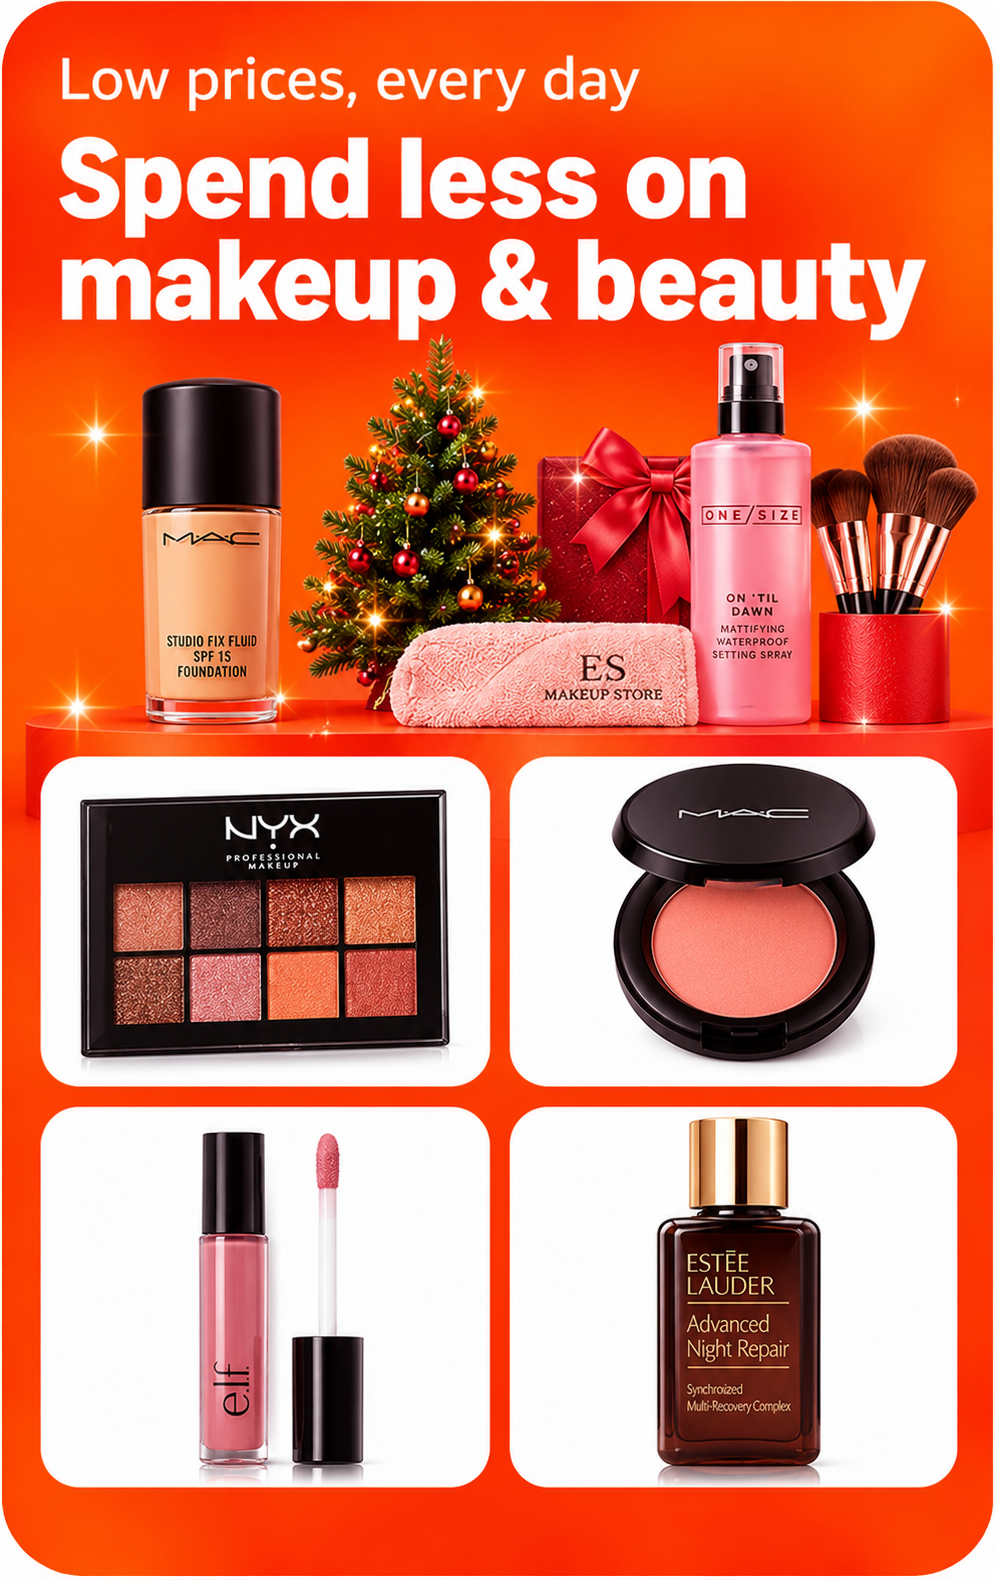 Low prices, every day
Spend less on
makeup & beauty
MAC
STUDIO FIX FLUID
SPF 15
FOUNDATION
ES
MAKEUP STORE
ONE/SIZE
ON 'TIL
DAWN
MATTIFYING
WATERPROOF
SETTING SRRAY
NYX
PROFESSIONAL
MAKEUP
MAC
e.l.f.
ESTĒE
LAUDER
Advanced
Night Repair
Synchroized
Multi-Recovery Complex